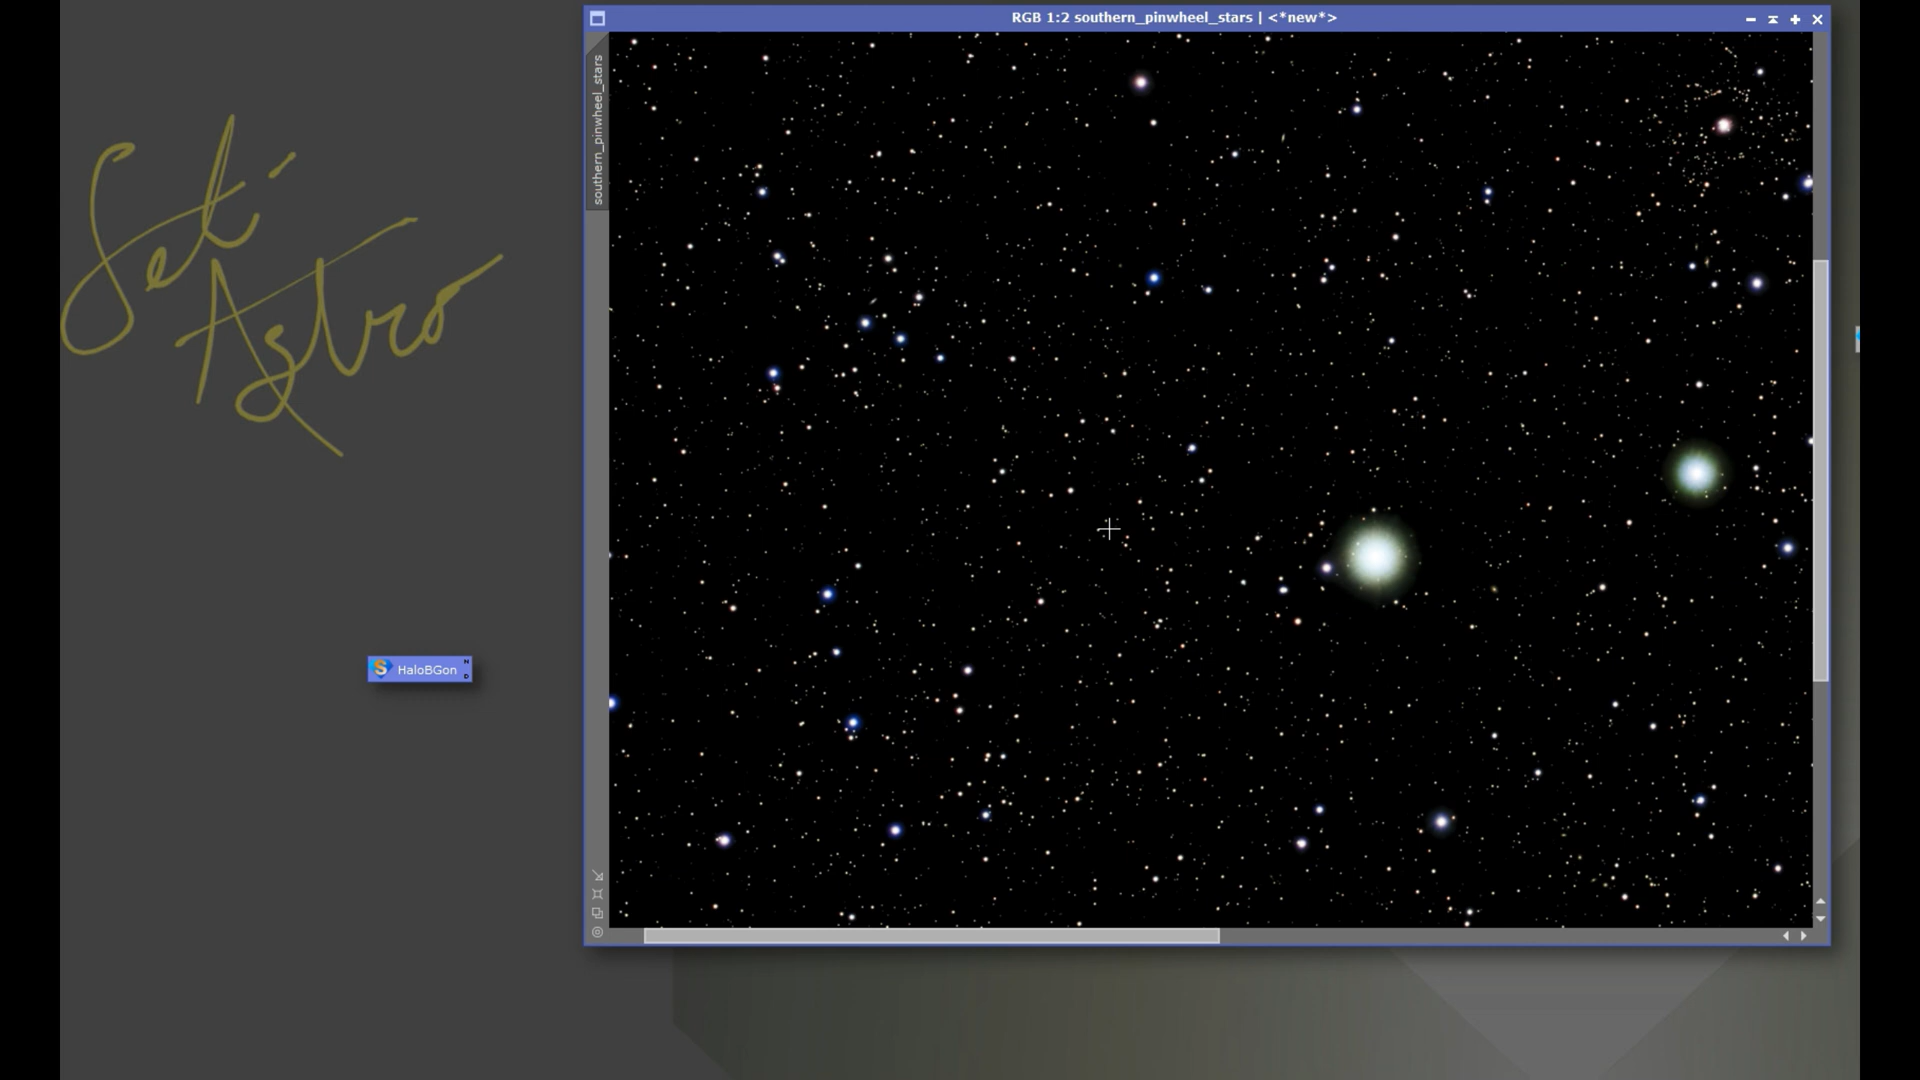 Seti
Astro
RGB 1:2 southern_pinwheel_stars | <*new*>
southern_pinwheel_stars
HaloBGon
N
D